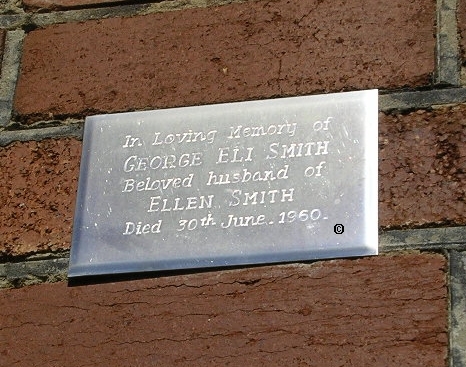 In Loving Memory of
GEORGE ELI SMITH
Beloved husband of
ELLEN SMITH
Died 30th June. 1960.
©